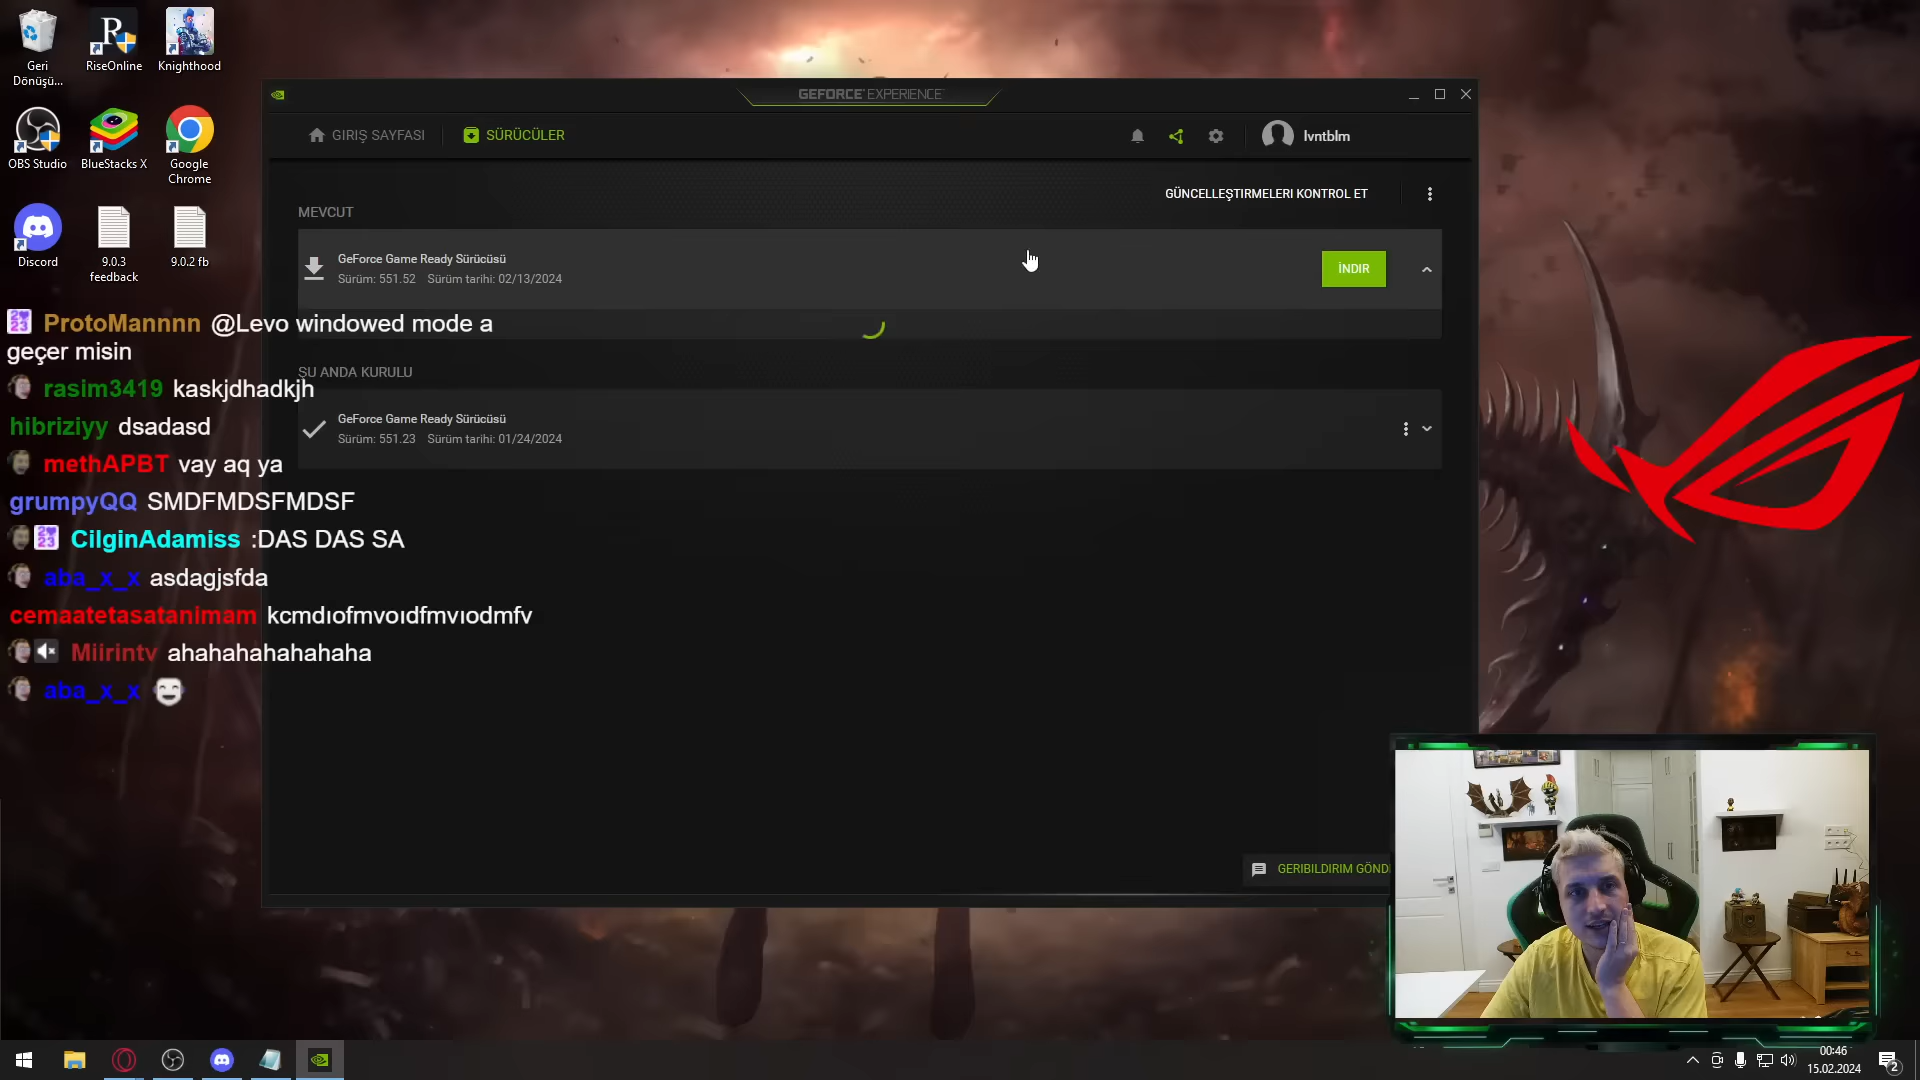 Geri
Dönüşü...
RiseOnline
Knighthood
OBS Studio
BlueStacks X
Google
Chrome
Discord
9.0.3
feedback
9.0.2 fb
GEFORCE EXPERIENCE
GIRIŞ SAYFASI
SÜRÜCÜLER
lvntblm
GÜNCELLEŞTIRMELERI KONTROL ET
MEVCUT
GeForce Game Ready Sürücüsü
Sürüm: 551.52 Sürüm tarihi: 02/13/2024
İNDIR
ŞU ANDA KURULU
GeForce Game Ready Sürücüsü
Sürüm: 551.23 Sürüm tarihi: 01/24/2024
GERIBILDIRIM GÖND
ProtoMannnn @Levo windowed mode a
geçer misin
rasim3419 kaskjdhadkjh
hibriziyy dsadasd
methAPBT vay aq ya
grumpyQQ SMDFMDSFMDSF
CilginAdamiss :DAS DAS SA
aba_x_x asdagjsfda
cemaatetasatanimam kcmdıofmvoıdfmvıodmfv
Miirintv ahahahahahahaha
aba_x_x
00:46
15.02.2024
2